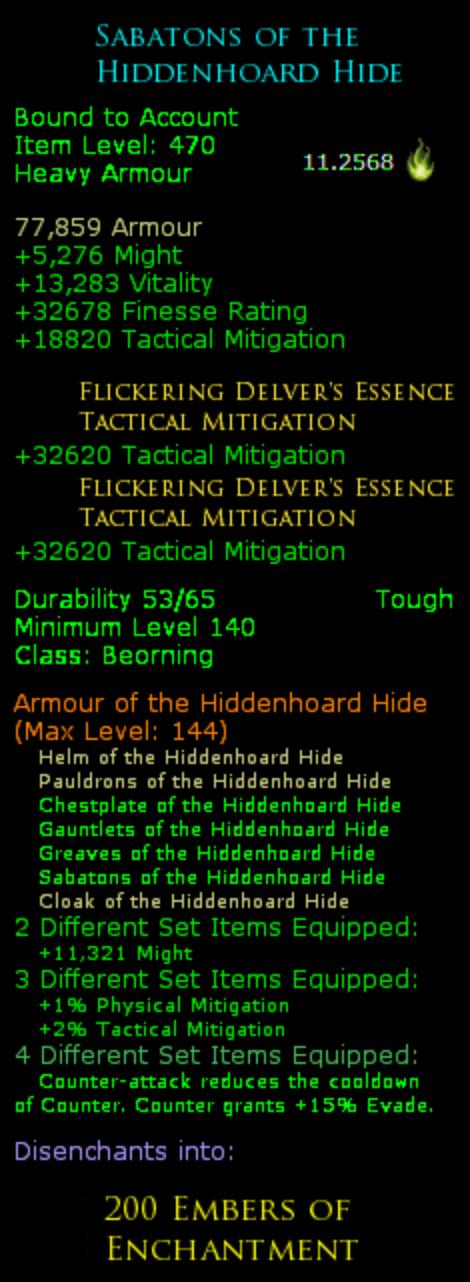 SABATONS OF THE
HIDDENHOARD HIDE
Bound to Account
Item Level: 470
11.2568
Heavy Armour
77,859 Armour
+5,276 Might
+13,283 Vitality
+32678 Finesse Rating
+18820 Tactical Mitigation
FLICKERING DELVER'S ESSENCE
TACTICAL MITIGATION
+32620 Tactical Mitigation
FLICKERING DELVER'S ESSENCE
TACTICAL MITIGATION
+32620 Tactical Mitigation
Durability 53/65 Tough
Minimum Level 140
Class: Beorning
Armour of the Hiddenhoard Hide
(Max Level: 144)
Helm of the Hiddenhoard Hide
Pauldrons of the Hiddenhoard Hide
Chestplate of the Hiddenhoard Hide
Gauntlets of the Hiddenhoard Hide
Greaves of the Hiddenhoard Hide
Sabatons of the Hiddenhoard Hide
Cloak of the Hiddenhoard Hide
2 Different Set Items Equipped:
+11,321 Might
3 Different Set Items Equipped:
+1% Physical Mitigation
+2% Tactical Mitigation
4 Different Set Items Equipped:
Counter-attack reduces the cooldown
of Counter. Counter grants +15% Evade.
Disenchants into:
200 EMBERS OF
ENCHANTMENT